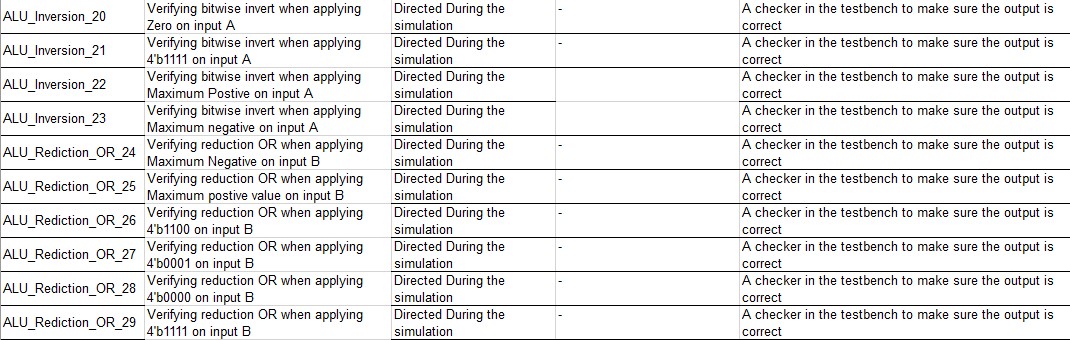 ALU_Inversion_20
Verifying bitwise invert when applying
Zero on input A
Directed During the
simulation
-
A checker in the testbench to make sure the output is
correct
ALU_Inversion_21
Verifying bitwise invert when applying
4'b1111 on input A
Directed During the
simulation
-
A checker in the testbench to make sure the output is
correct
ALU_Inversion_22
Verifying bitwise invert when applying
Maximum Postive on input A
Directed During the
simulation
A checker in the testbench to make sure the output is
correct
ALU_Inversion_23
Verifying bitwise invert when applying
Maximum negative on input A
Directed During the
simulation
A checker in the testbench to make sure the output is
correct
ALU_Rediction_OR_24
Verifying reduction OR when applying
Maximum Negative on input B
Directed During the
simulation
-
A checker in the testbench to make sure the output is
correct
ALU_Rediction_OR_25
Verifying reduction OR when applying
Maximum postive value on input B
Directed During the
simulation
-
A checker in the testbench to make sure the output is
correct
ALU_Rediction_OR_26
Verifying reduction OR when applying
4'b1100 on input B
Directed During the
simulation
-
A checker in the testbench to make sure the output is
correct
ALU_Rediction_OR_27
Verifying reduction OR when applying
4'b0001 on input B
Directed During the
simulation
-
A checker in the testbench to make sure the output is
correct
ALU_Rediction_OR_28
Verifying reduction OR when applying
4'b0000 on input B
Directed During the
simulation
-
A checker in the testbench to make sure the output is
correct
ALU_Rediction_OR_29
Verifying reduction OR when applying
4'b1111 on input B
Directed During the
simulation
-
A checker in the testbench to make sure the output is
correct